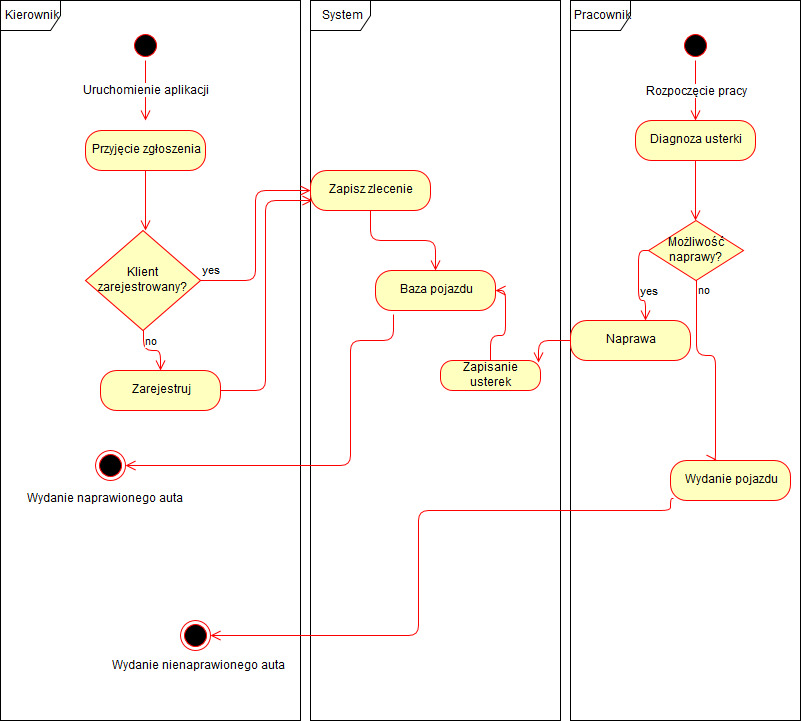 Kierownik
System
Pracownik
Uruchomienie aplikacji
Rozpoczęcie pracy
Przyjęcie zgłoszenia
Diagnoza usterki
Zapisz zlecenie
Klient
zarejestrowany?
yes
no
Możliwość
naprawy?
yes
no
Baza pojazdu
Naprawa
Zapisanie
usterek
Zarejestruj
Wydanie pojazdu
Wydanie naprawionego auta
Wydanie nienaprawionego auta